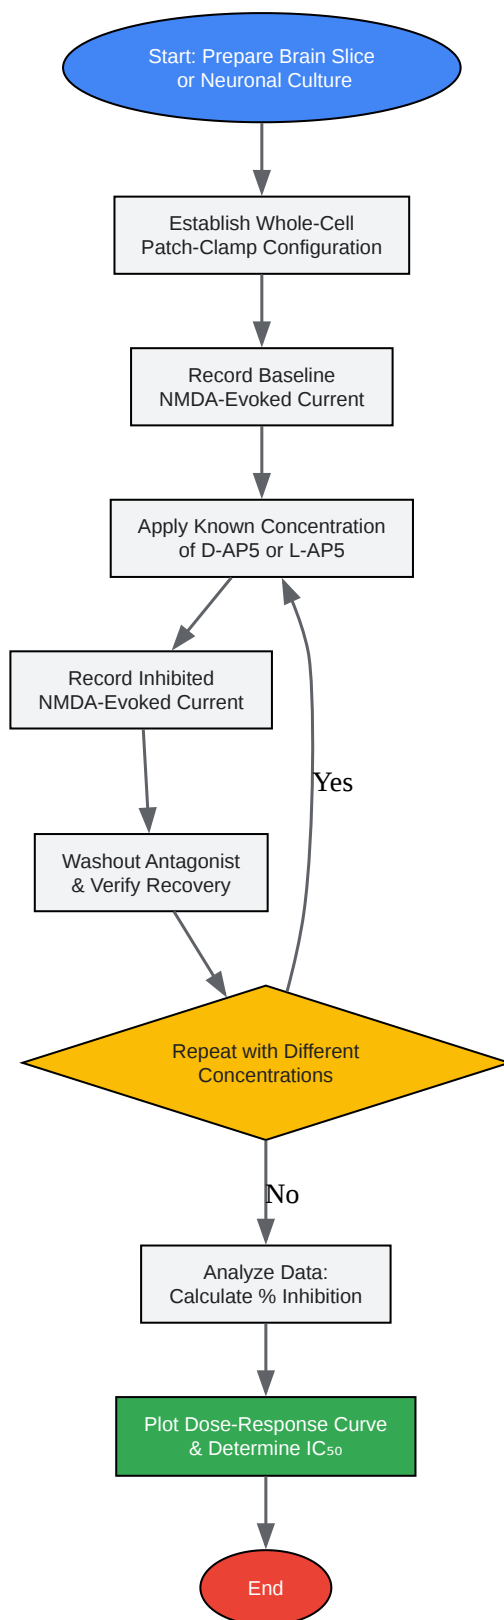 Start: Prepare Brain Slice
or Neuronal Culture
Establish Whole-Cell
Patch-Clamp Configuration
Record Baseline
NMDA-Evoked Current
Apply Known Concentration
of D-AP5 or L-AP5
Record Inhibited
NMDA-Evoked Current
Yes
Washout Antagonist
& Verify Recovery
Repeat with Different
Concentrations
No
Analyze Data:
Calculate % Inhibition
Plot Dose-Response Curve
& Determine IC₅₀
End